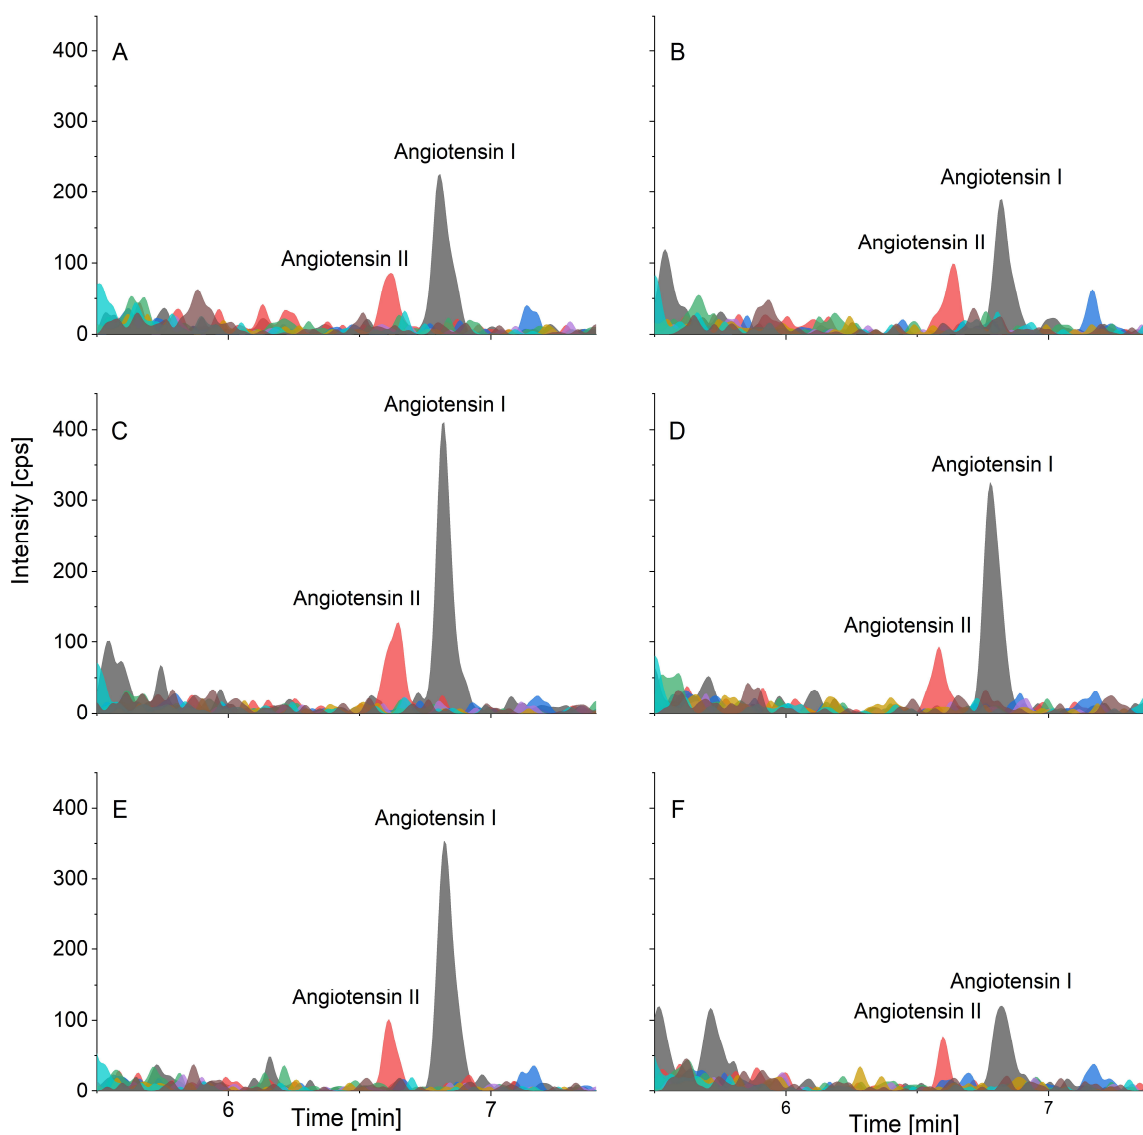 A
400
300
200
100
0
Angiotensin I
Angiotensin II
B
Angiotensin I
Angiotensin II
Intensity [cps]
C
400
300
200
100
0
Angiotensin I
Angiotensin II
D
Angiotensin I
Angiotensin II
E
400
300
200
100
0
Angiotensin I
Angiotensin II
6
7
Time [min]
F
Angiotensin I
Angiotensin II
6
7
Time [min]